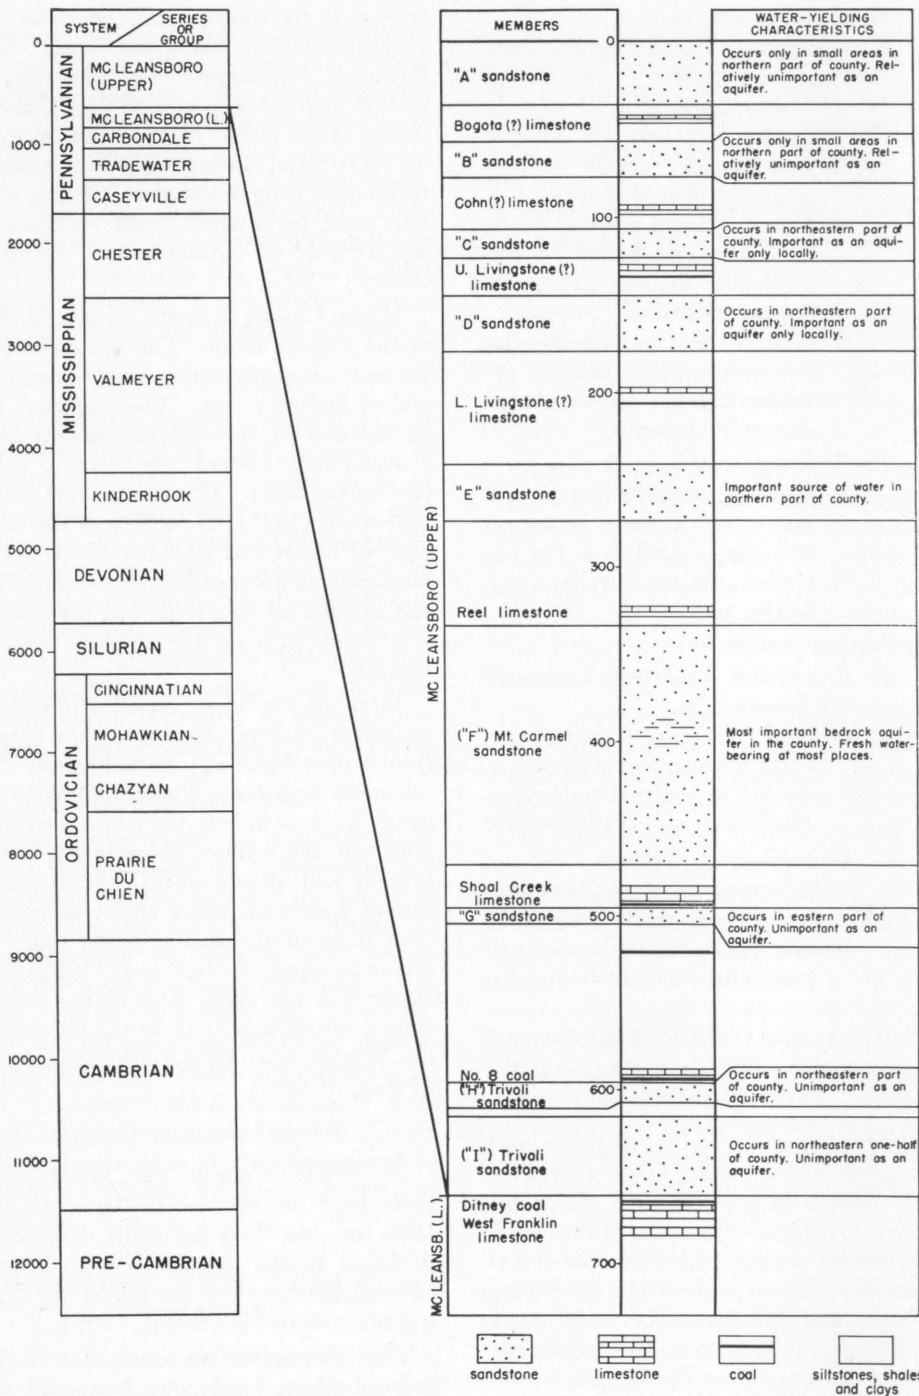 SYSTEM
SERIES
OR
GROUP
0
1000
2000
3000
4000
5000
6000
7000
8000
9000
10000
11000
12000
PENNSYLVANIAN
MC LEANSBORO
(UPPER)
MC LEANSBORO (L.)
CARBONDALE
TRADEWATER
CASEYVILLE
MISSISSIPPIAN
CHESTER
VALMEYER
KINDERHOOK
DEVONIAN
SILURIAN
ORDOVICIAN
CINCINNATIAN
MOHAWKIAN
CHAZYAN
PRAIRIE
DU
CHIEN
CAMBRIAN
PRE-CAMBRIAN
MEMBERS
WATER-YIELDING
CHARACTERISTICS
MC LEANSBORO (UPPER)
MC LEANSB. (L.)
0
"A" sandstone
Occurs only in small areas in
northern part of county. Rel-
atively unimportant as an
aquifer.
Bogota (?) limestone
"B" sandstone
Occurs only in small areas in
northern part of county. Rel-
atively unimportant as an
aquifer.
Cohn (?) limestone
100
"C" sandstone
Occurs in northeastern part of
county. Important as an aqui-
fer only locally.
U. Livingstone (?)
limestone
"D" sandstone
Occurs in northeastern part
of county. Important as an
aquifer only locally.
200
L. Livingstone (?)
limestone
"E" sandstone
Important source of water in
northern part of county.
300
Reel limestone
("F") Mt. Carmel
sandstone
400
Most important bedrock aqui-
fer in the county. Fresh water-
bearing at most places.
Shoal Creek
limestone
"G" sandstone
500
Occurs in eastern part of
county. Unimportant as an
aquifer.
No. 8 coal
("H") Trivoli
sandstone
600
Occurs in northeastern part
of county. Unimportant as an
aquifer.
("I") Trivoli
sandstone
Occurs in northeastern one-half
of county. Unimportant as an
aquifer.
Ditney coal
West Franklin
limestone
700
sandstone
limestone
coal
siltstones, shales
and clays